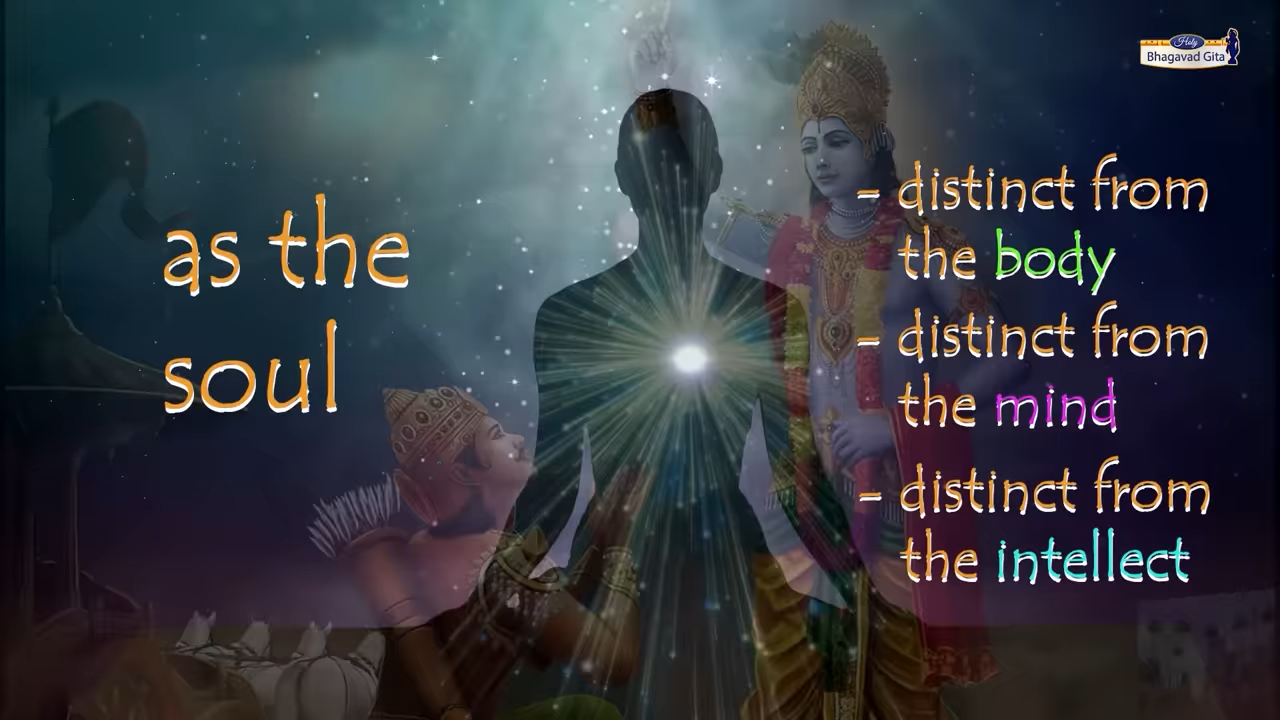 Holy
Bhagavad Gita
as the
soul
- distinct from
the body
- distinct from
the mind
- distinct from
the intellect